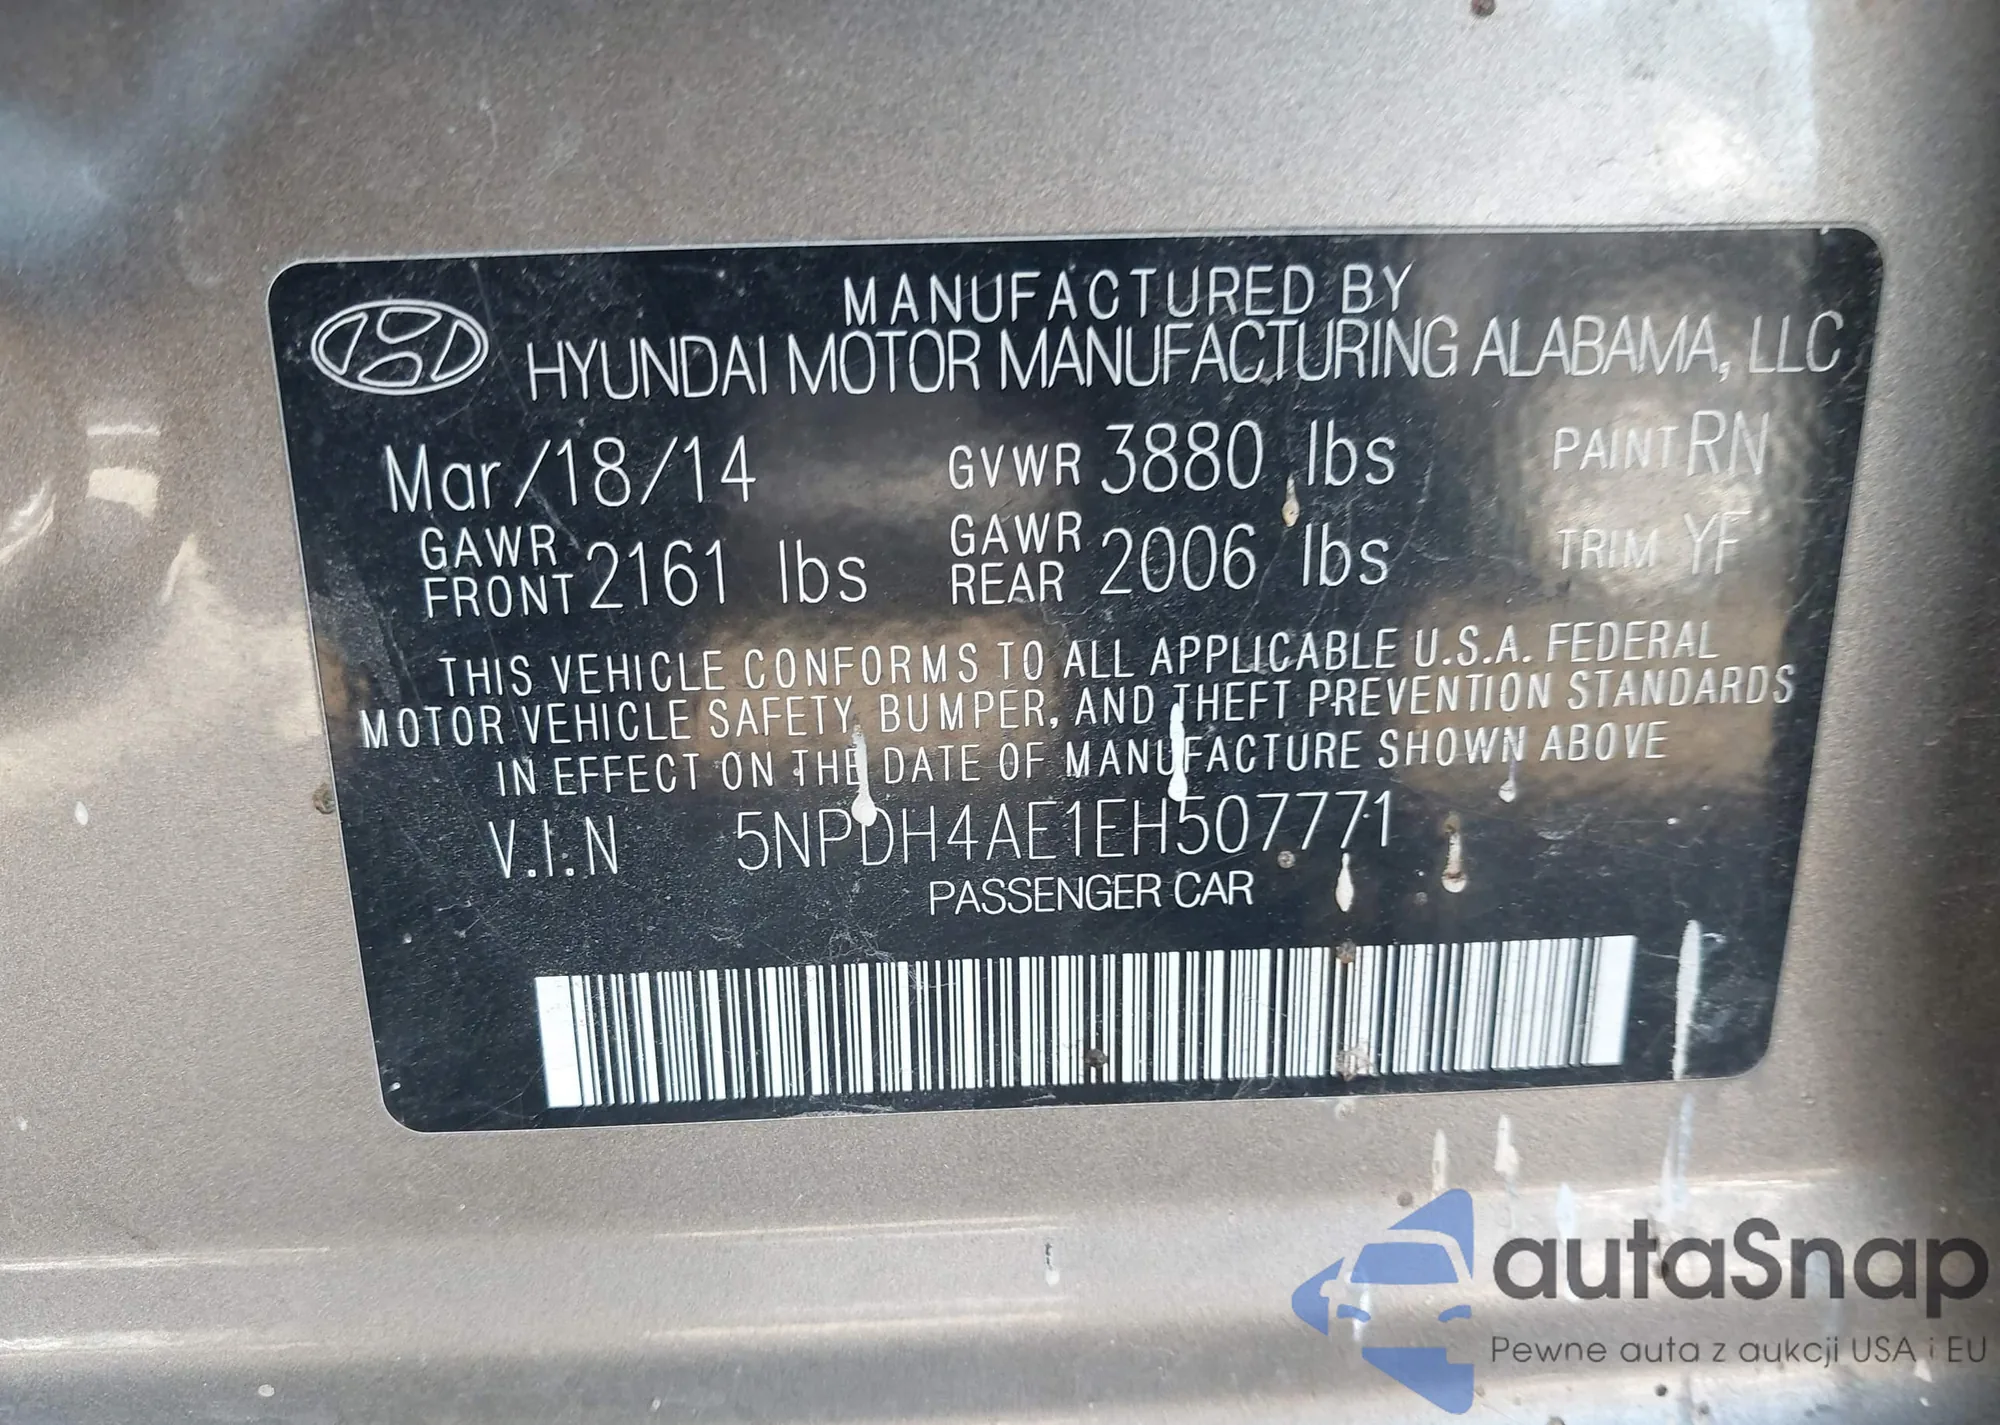 MANUFACTURED BY
HYUNDAI MOTOR MANUFACTURING ALABAMA, LLC
Mar/18/14 GVWR 3880 lbs PAINT RN
GAWR FRONT 2161 lbs GAWR REAR 2006 lbs TRIM YF
THIS VEHICLE CONFORMS TO ALL APPLICABLE U.S.A. FEDERAL
MOTOR VEHICLE SAFETY, BUMPER, AND THEFT PREVENTION STANDARDS
IN EFFECT ON THE DATE OF MANUFACTURE SHOWN ABOVE
V.I.N 5NPDH4AE1EH507771
PASSENGER CAR
autaSnap
Pewne auta z aukcji USA i EU